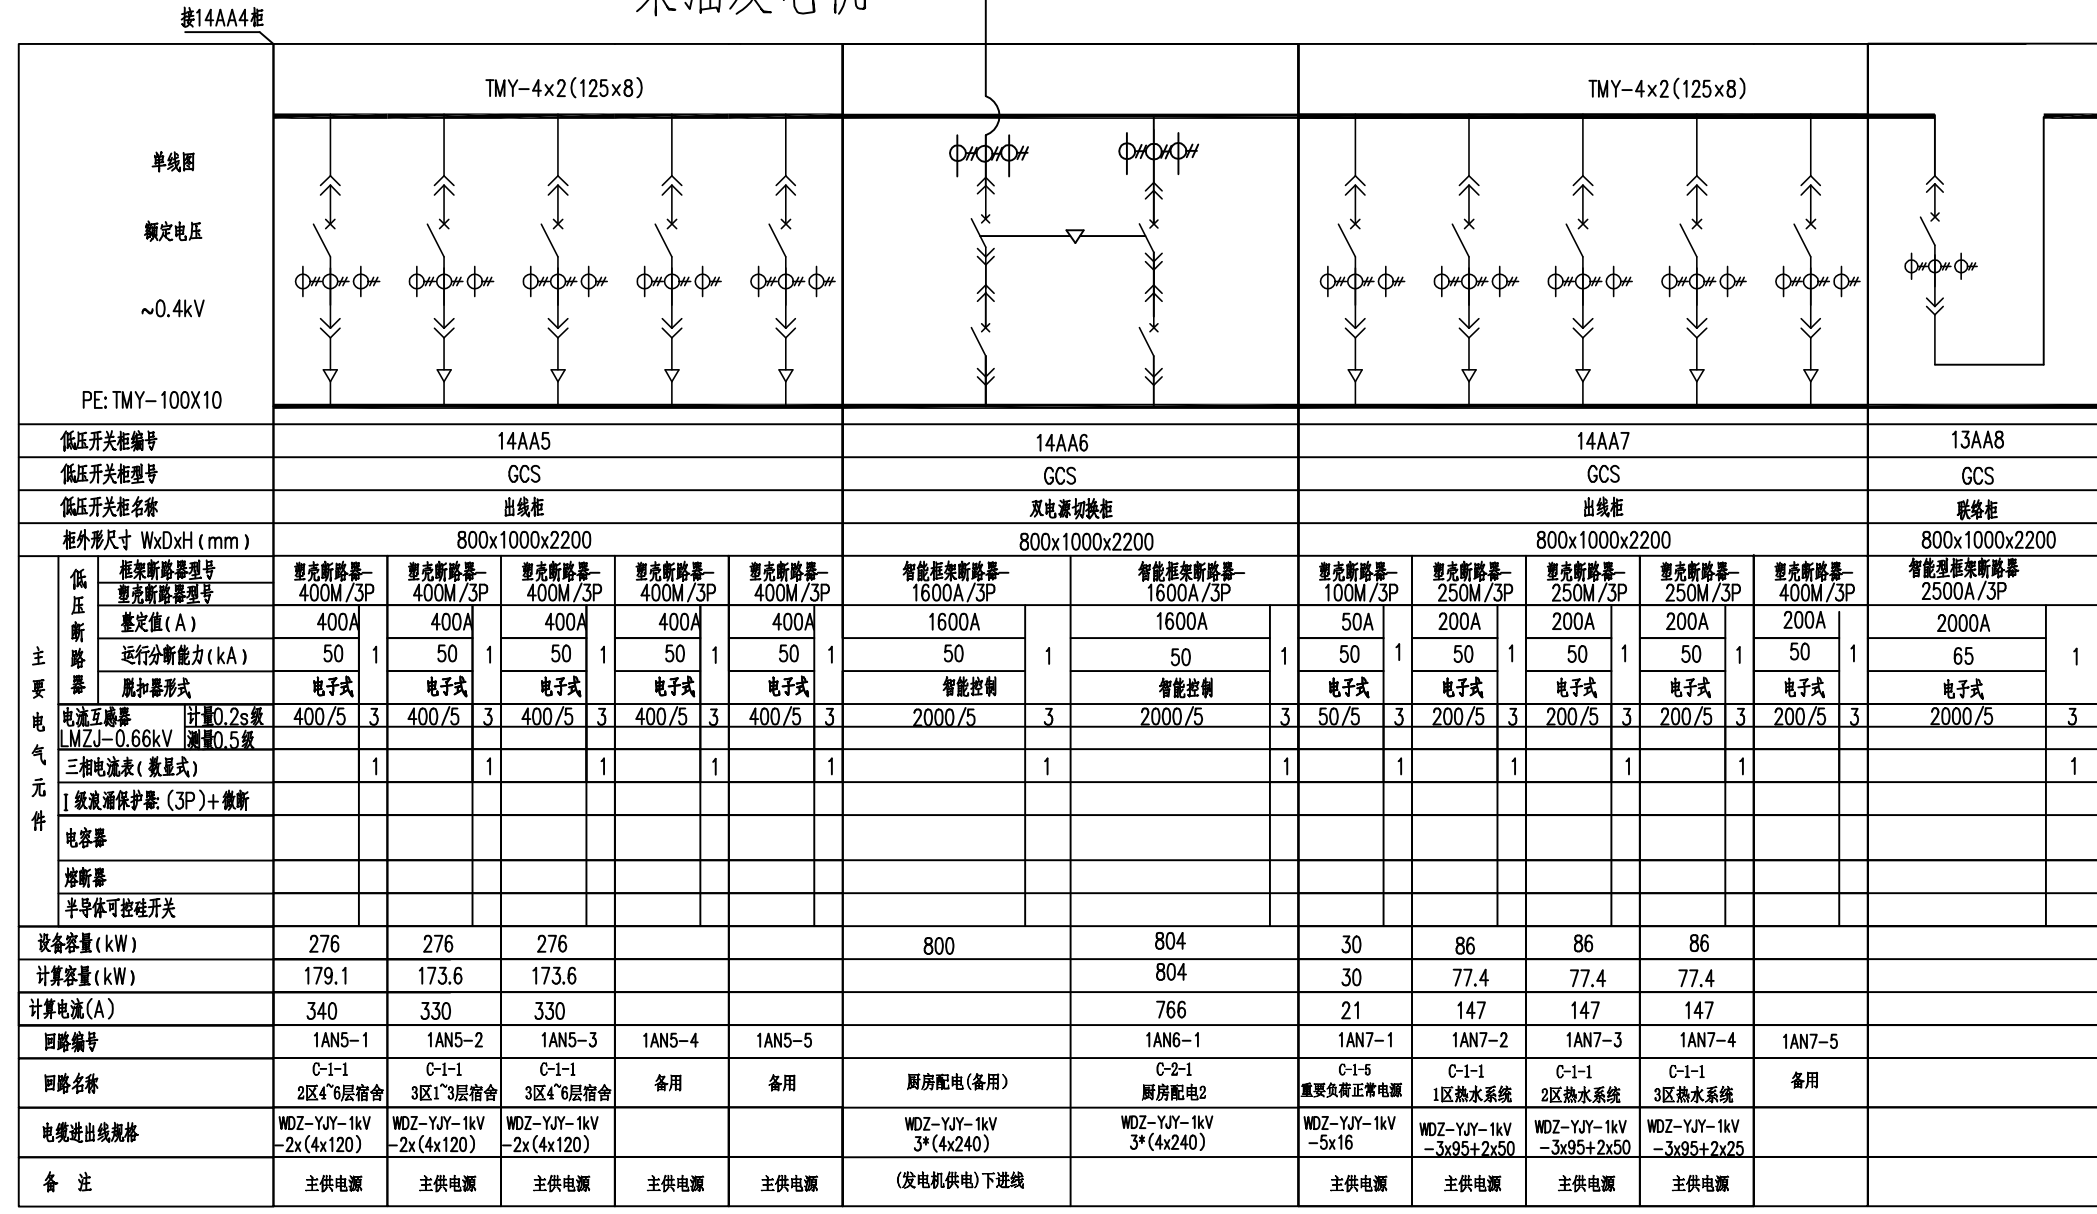 接14AA4柜
柴油发电机
TMY-4x2(125x8)
TMY-4x2(125x8)
单线图
额定电压
~0.4kV
PE:TMY-100X10
低压开关柜编号 14AA5 14AA6 14AA7 13AA8
低压开关柜型号 GCS GCS GCS GCS
低压开关柜名称 出线柜 双电源切换柜 出线柜 联络柜
柜外形尺寸 WxDxH(mm) 800x1000x2200 800x1000x2200 800x1000x2200 800x1000x2200
主要电气元件
低压断路器
框架断路器型号 塑壳断路器— 塑壳断路器— 塑壳断路器— 塑壳断路器— 塑壳断路器— 智能框架断路器— 智能框架断路器— 塑壳断路器— 塑壳断路器— 塑壳断路器— 塑壳断路器— 塑壳断路器— 智能型框架断路器
塑壳断路器型号 400M/3P 400M/3P 400M/3P 400M/3P 400M/3P 1600A/3P 1600A/3P 100M/3P 250M/3P 250M/3P 250M/3P 400M/3P 2500A/3P
整定值(A) 400A 400A 400A 400A 400A 1600A 1600A 50A 200A 200A 200A 200A 2000A
运行分断能力(kA) 50 1 50 1 50 1 50 1 50 1 50 1 50 1 50 1 50 1 50 1 50 1 50 1 65 1
脱扣器形式 电子式 电子式 电子式 电子式 电子式 智能控制 智能控制 电子式 电子式 电子式 电子式 电子式 电子式
电流互感器 计量0.2s级 400/5 3 400/5 3 400/5 3 400/5 3 400/5 3 2000/5 3 2000/5 3 50/5 3 200/5 3 200/5 3 200/5 3 200/5 3 2000/5 3
LMZJ-0.66kV 测量0.5级
三相电流表(数显式) 1 1 1 1 1 1 1 1 1 1 1 1
I级浪涌保护器:(3P)+微断
电容器
熔断器
半导体可控硅开关
设备容量(kW) 276 276 276 800 804 30 86 86 86
计算容量(kW) 179.1 173.6 173.6 804 30 77.4 77.4 77.4
计算电流(A) 340 330 330 766 21 147 147 147
回路编号 1AN5-1 1AN5-2 1AN5-3 1AN5-4 1AN5-5 1AN6-1 1AN7-1 1AN7-2 1AN7-3 1AN7-4 1AN7-5
C-1-1 C-1-1 C-1-1 C-2-1 C-1-5 C-1-1 C-1-1 C-1-1
回路名称 2区4~6层宿舍 3区1~3层宿舍 3区4~6层宿舍 备用 备用 厨房配电(备用) 厨房配电2 重要负荷正常电源 1区热水系统 2区热水系统 3区热水系统 备用
电缆进出线规格 WDZ-YJY-1kV WDZ-YJY-1kV WDZ-YJY-1kV WDZ-YJY-1kV WDZ-YJY-1kV WDZ-YJY-1kV WDZ-YJY-1kV WDZ-YJY-1kV WDZ-YJY-1kV
-2x(4x120) -2x(4x120) -2x(4x120) 3*(4x240) 3*(4x240) -5x16 -3x95+2x50 -3x95+2x50 -3x95+2x25
备 注 主供电源 主供电源 主供电源 主供电源 主供电源 (发电机供电)下进线 主供电源 主供电源 主供电源 主供电源